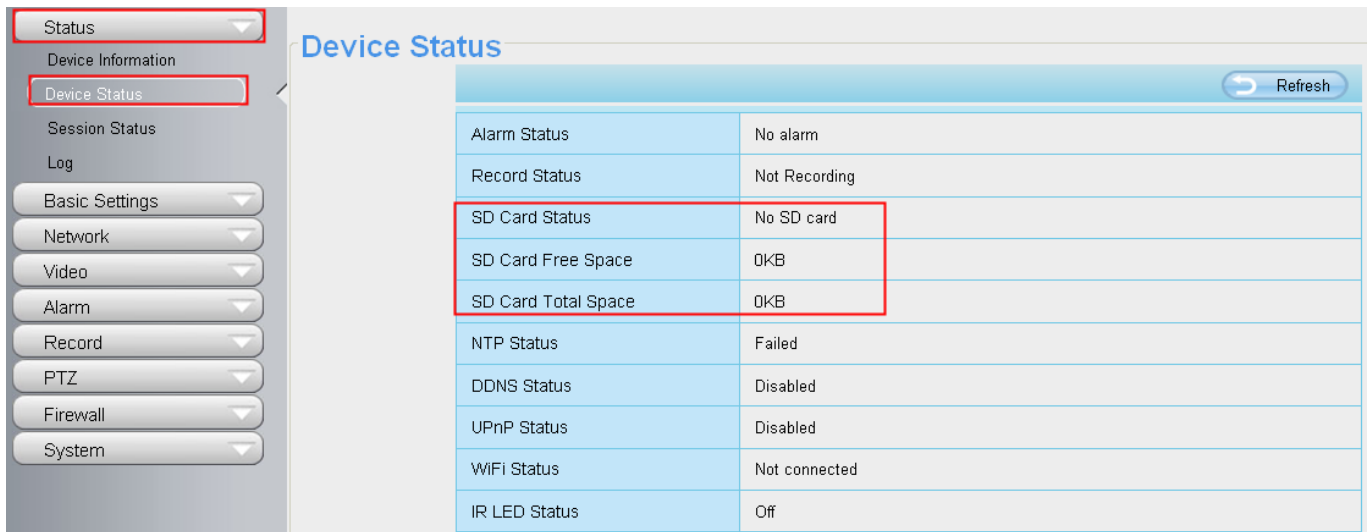 Status
Device Information
Device Status
Session Status
Log
Basic Settings
Network
Video
Alarm
Record
PTZ
Firewall
System
Device Status
Refresh
Alarm Status No alarm
Record Status Not Recording
SD Card Status No SD card
SD Card Free Space 0KB
SD Card Total Space 0KB
NTP Status Failed
DDNS Status Disabled
UPnP Status Disabled
WiFi Status Not connected
IR LED Status Off